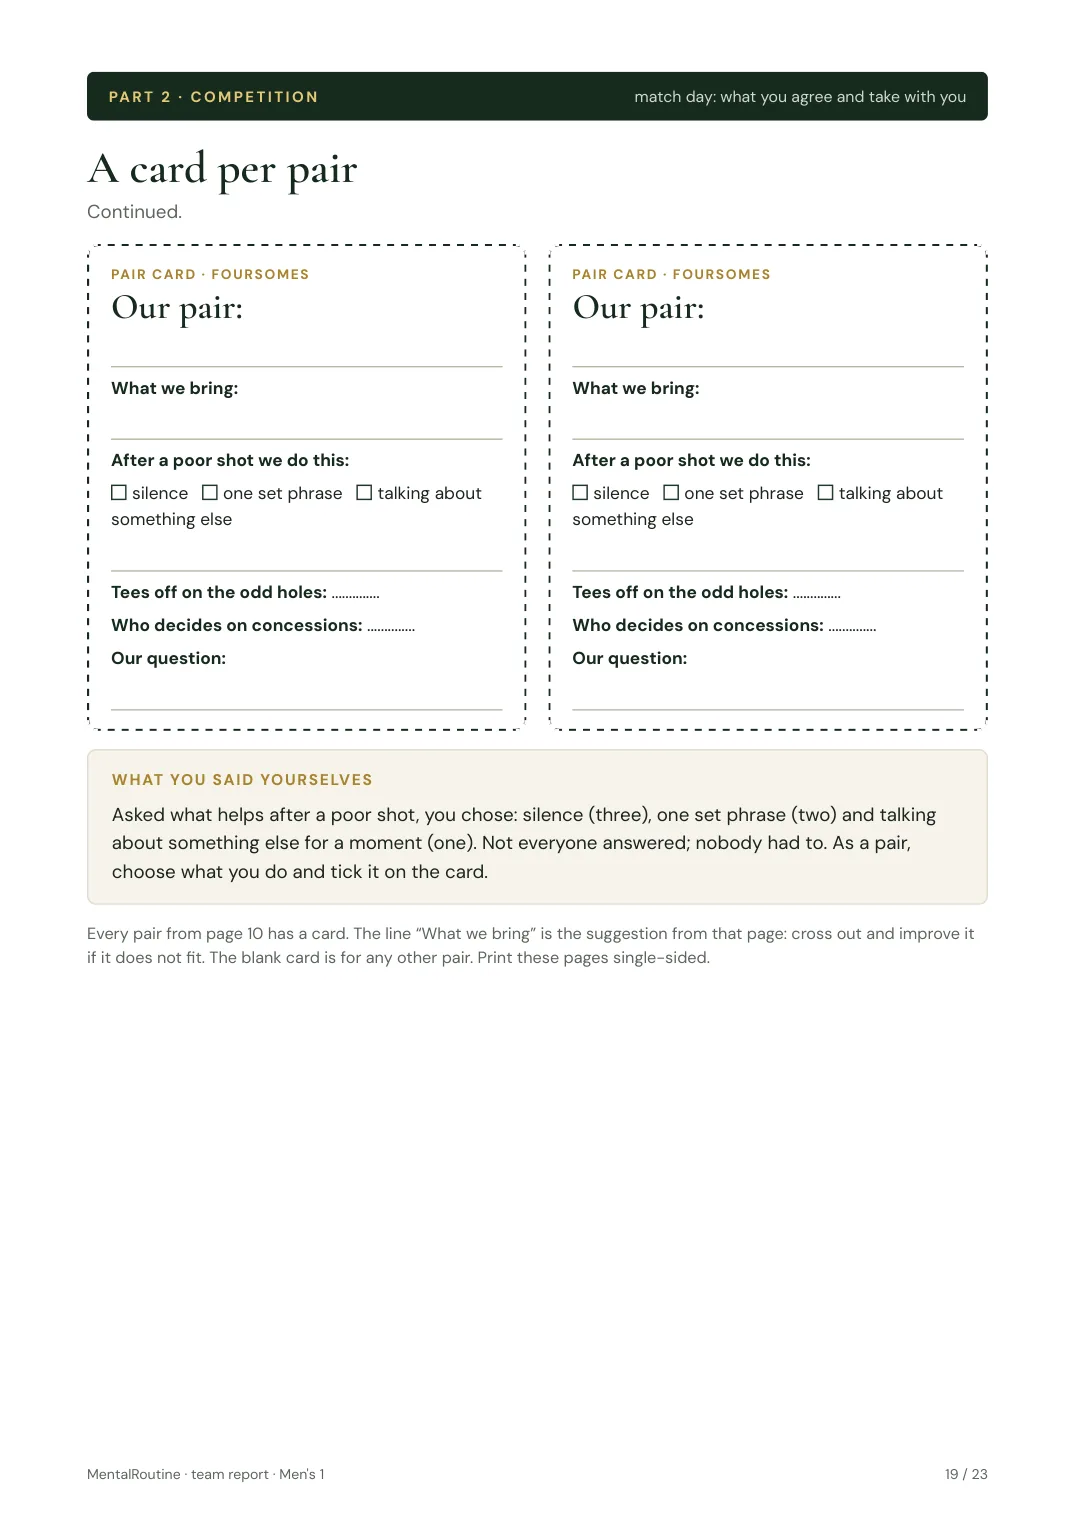 PART 2 · COMPETITION
match day: what you agree and take with you
A card per pair
Continued.
PAIR CARD · FOURSOMES
Our pair:
What we bring:
After a poor shot we do this:
☐ silence ☐ one set phrase ☐ talking about
something else
Tees off on the odd holes: ..............
Who decides on concessions: ..............
Our question:
PAIR CARD · FOURSOMES
Our pair:
What we bring:
After a poor shot we do this:
☐ silence ☐ one set phrase ☐ talking about
something else
Tees off on the odd holes: ..............
Who decides on concessions: ..............
Our question:
WHAT YOU SAID YOURSELVES
Asked what helps after a poor shot, you chose: silence (three), one set phrase (two) and talking
about something else for a moment (one). Not everyone answered; nobody had to. As a pair,
choose what you do and tick it on the card.
Every pair from page 10 has a card. The line “What we bring” is the suggestion from that page: cross out and improve it
if it does not fit. The blank card is for any other pair. Print these pages single-sided.
MentalRoutine · team report · Men's 1
19 / 23